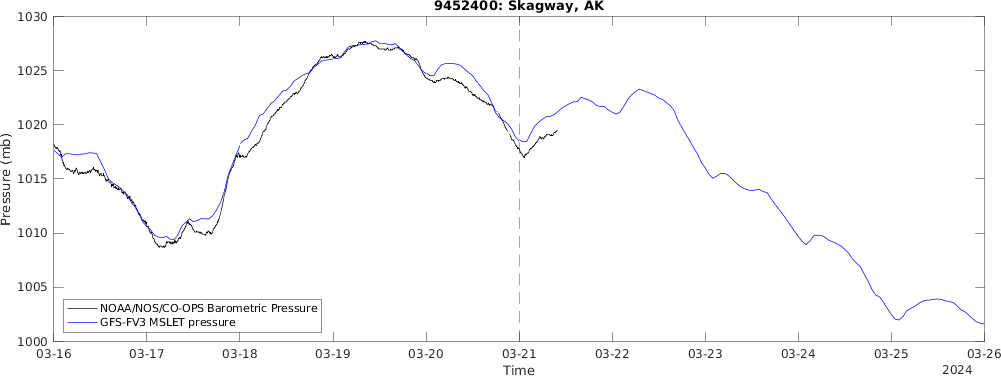 9452400: Skagway, AK
Pressure (mb)
1030
1025
1020
1015
1010
1005
1000
NOAA/NOS/CO-OPS Barometric Pressure
GFS-FV3 MSLET pressure
03-16 03-17 03-18 03-19 03-20 03-21 03-22 03-23 03-24 03-25 03-26
Time
2024